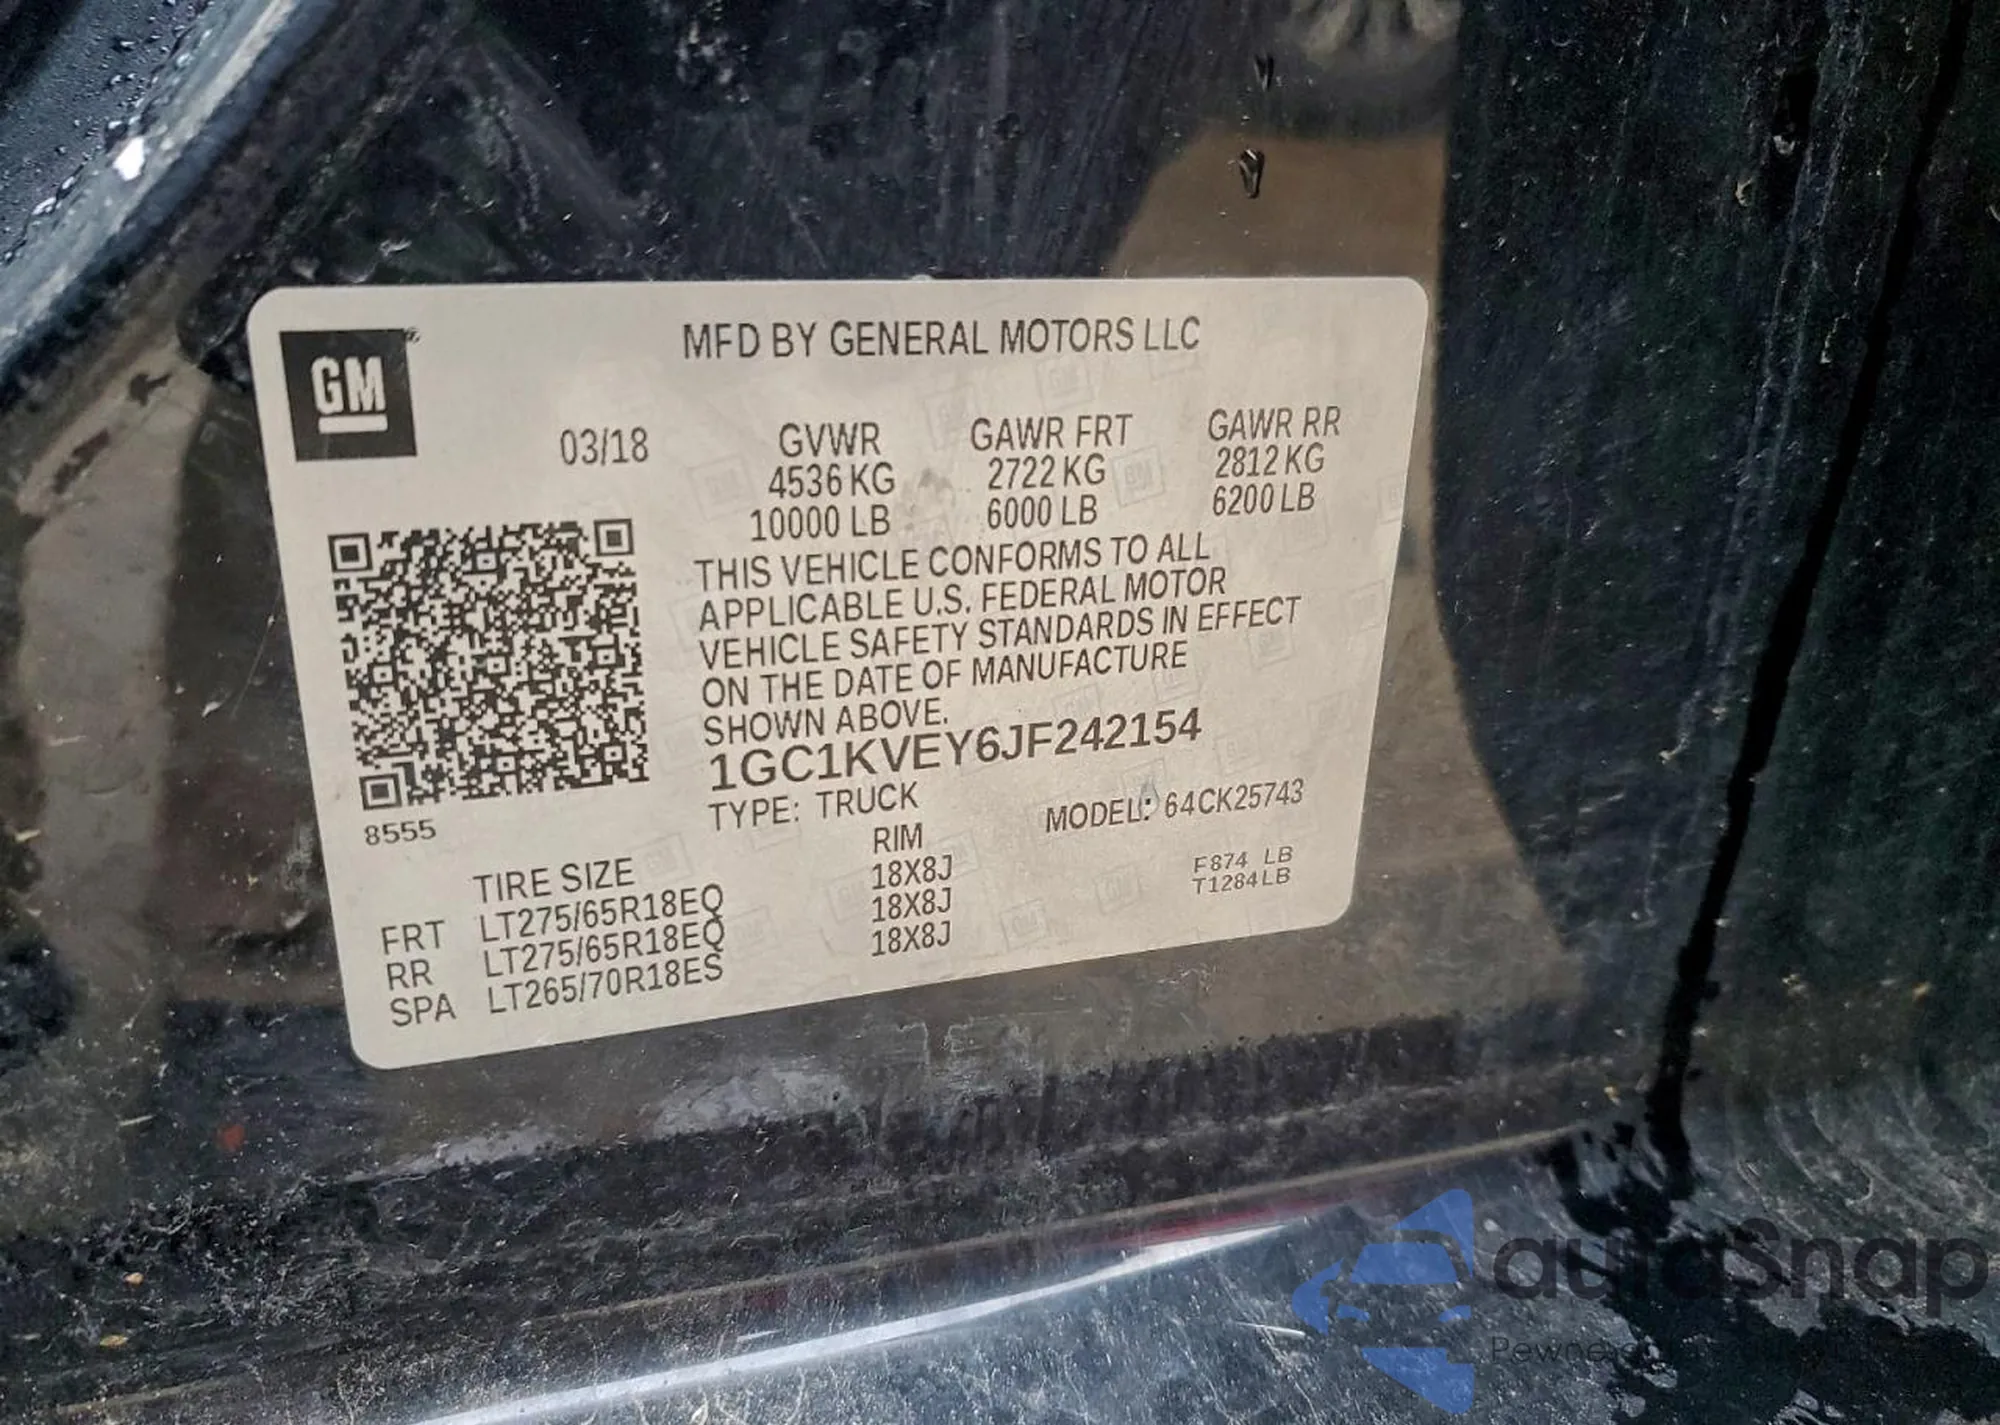 GM
MFD BY GENERAL MOTORS LLC
03/18 GVWR GAWR FRT GAWR RR
4536 KG 2722 KG 2812 KG
10000 LB 6000 LB 6200 LB
THIS VEHICLE CONFORMS TO ALL
APPLICABLE U.S. FEDERAL MOTOR
VEHICLE SAFETY STANDARDS IN EFFECT
ON THE DATE OF MANUFACTURE
SHOWN ABOVE.
1GC1KVEY6JF242154
TYPE: TRUCK MODEL: 64CK25743
8555
TIRE SIZE RIM
FRT LT275/65R18EQ 18X8J
RR LT275/65R18EQ 18X8J
SPA LT265/70R18ES 18X8J
F874 LB
T1284LB
autoSnap